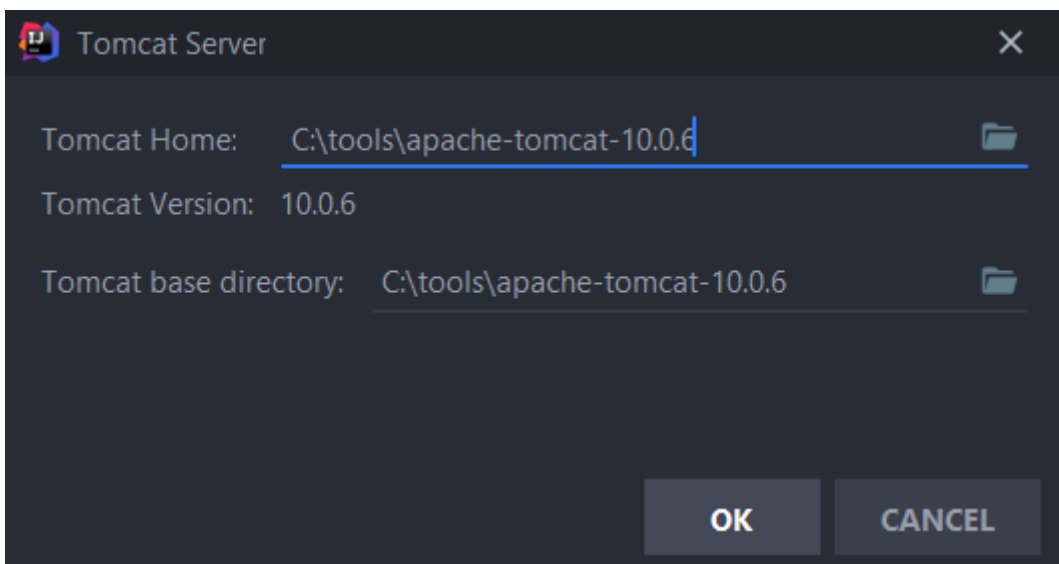 Tomcat Server
Tomcat Home: C:\tools\apache-tomcat-10.0.6
Tomcat Version: 10.0.6
Tomcat base directory: C:\tools\apache-tomcat-10.0.6
OK CANCEL